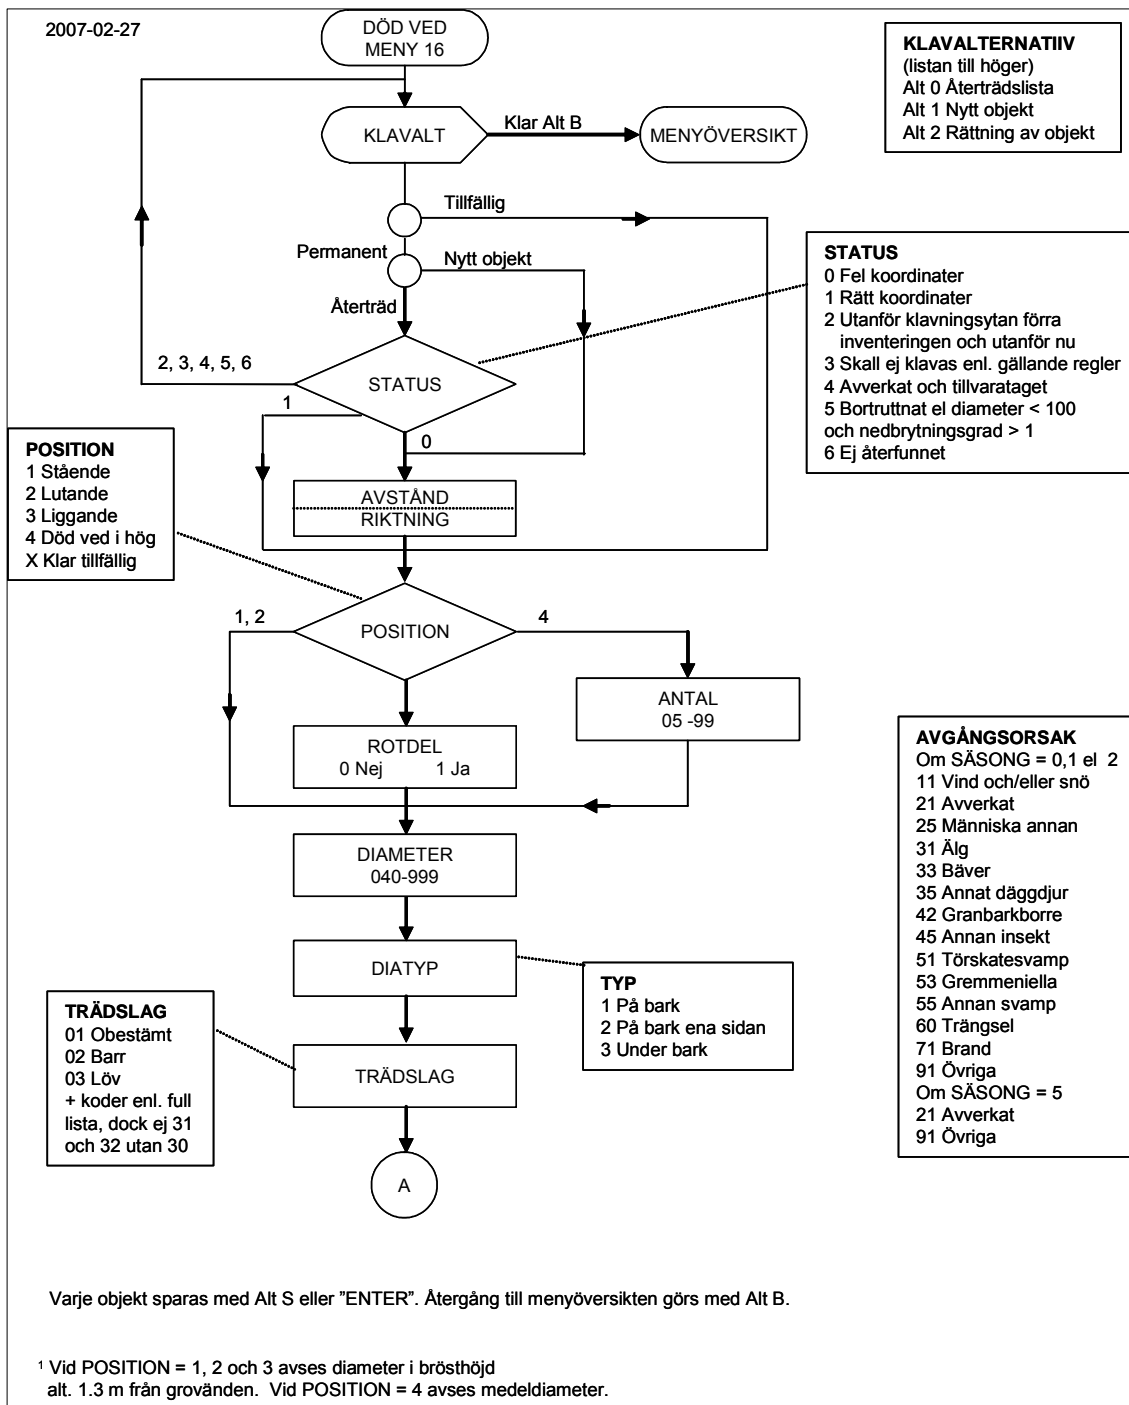 2007-02-27
DÖD VED
MENY 16
KLAVALTERNATIIV
(listan till höger)
Alt 0 Återträdslista
Alt 1 Nytt objekt
Alt 2 Rättning av objekt
KLAVALT
Klar Alt B
MENYÖVERSIKT
Tillfällig
Permanent
Nytt objekt
Återträd
STATUS
0 Fel koordinater
1 Rätt koordinater
2 Utanför klavningsytan förra
inventeringen och utanför nu
3 Skall ej klavas enl. gällande regler
4 Avverkat och tillvarataget
5 Bortruttnat el diameter < 100
och nedbrytningsgrad > 1
6 Ej återfunnet
2, 3, 4, 5, 6
STATUS
1
0
POSITION
1 Stående
2 Lutande
3 Liggande
4 Död ved i hög
X Klar tillfällig
AVSTÅND
RIKTNING
1, 2
POSITION
4
ANTAL
05 -99
ROTDEL
0 Nej 1 Ja
AVGÅNGSORSAK
Om SÄSONG = 0,1 el 2
11 Vind och/eller snö
21 Avverkat
25 Människa annan
31 Älg
33 Bäver
35 Annat däggdjur
42 Granbarkborre
45 Annan insekt
51 Törskatesvamp
53 Gremmeniella
55 Annan svamp
60 Trängsel
71 Brand
91 Övriga
Om SÄSONG = 5
21 Avverkat
91 Övriga
DIAMETER
040-999
DIATYP
TYP
1 På bark
2 På bark ena sidan
3 Under bark
TRÄDSLAG
01 Obestämt
02 Barr
03 Löv
+ koder enl. full
lista, dock ej 31
och 32 utan 30
TRÄDSLAG
A
Varje objekt sparas med Alt S eller ”ENTER”. Återgång till menyöversikten görs med Alt B.
¹ Vid POSITION = 1, 2 och 3 avses diameter i brösthöjd
alt. 1.3 m från grovänden. Vid POSITION = 4 avses medeldiameter.